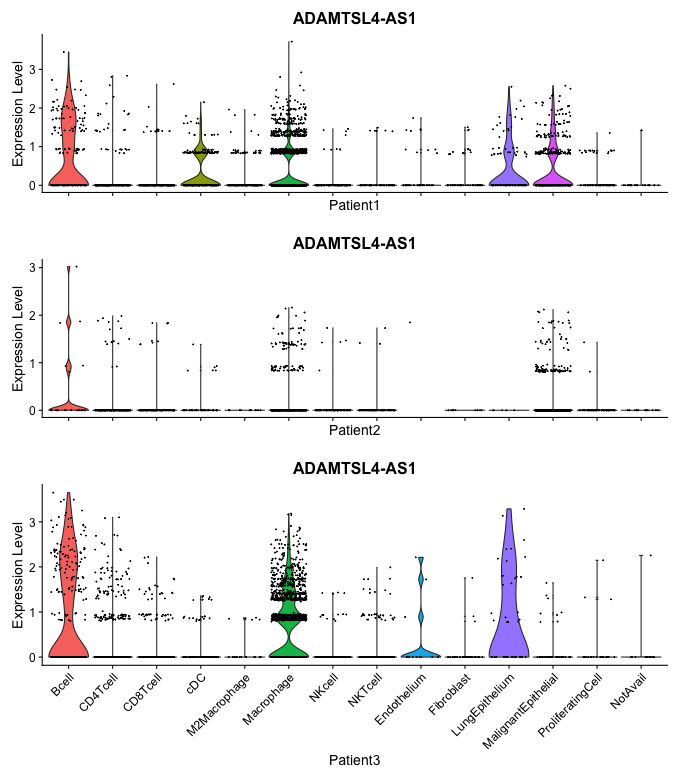 ADAMTSL4-AS1
Expression Level
3
2
1
0
Patient1
ADAMTSL4-AS1
Expression Level
3
2
1
0
Patient2
ADAMTSL4-AS1
Expression Level
3
2
1
0
Bcell
CD4Tcell
CD8Tcell
cDC
M2Macrophage
Macrophage
NKcell
NKTcell
Endothelium
Fibroblast
LungEpithelium
MalignantEpithelial
ProliferatingCell
NotAvail
Patient3